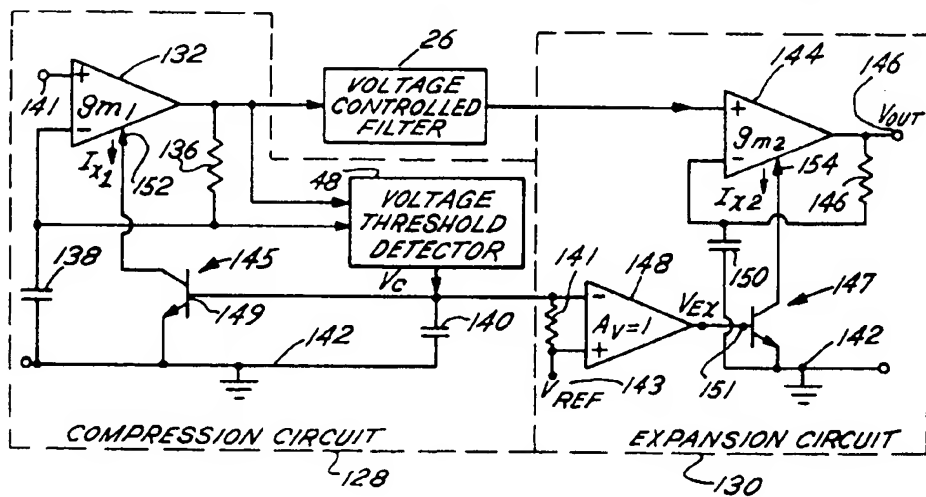 132
+
141
gm1
-
Ix1
152
136
26
VOLTAGE
CONTROLLED
FILTER
48
VOLTAGE
THRESHOLD
DETECTOR
Vc
138
145
149
142
140
COMPRESSION CIRCUIT
128
144
146
VOUT
+
gm2
-
154
Ix2
146
150
141
148
-
AV=1
+
VEX
147
151
142
VREF
143
EXPANSION CIRCUIT
130